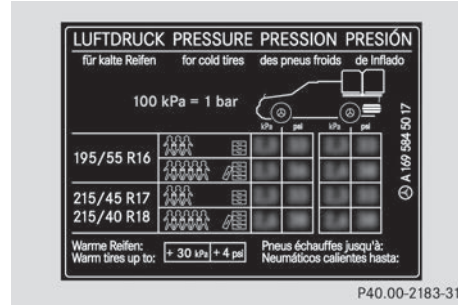 LUFTDRUCK PRESSURE PRESSION PRESIÓN
für kalte Reifen for cold tires des pneus froids de Inflado
100 kPa = 1 bar
kPa psi kPa psi
195/55 R16
215/45 R17
215/40 R18
Warme Reifen: + 30 kPa + 4 psi Pneus échauffes jusqu'à:
Warm tires up to: Neumáticos calientes hasta:
A 169 584 50 17
P40.00-2183-31